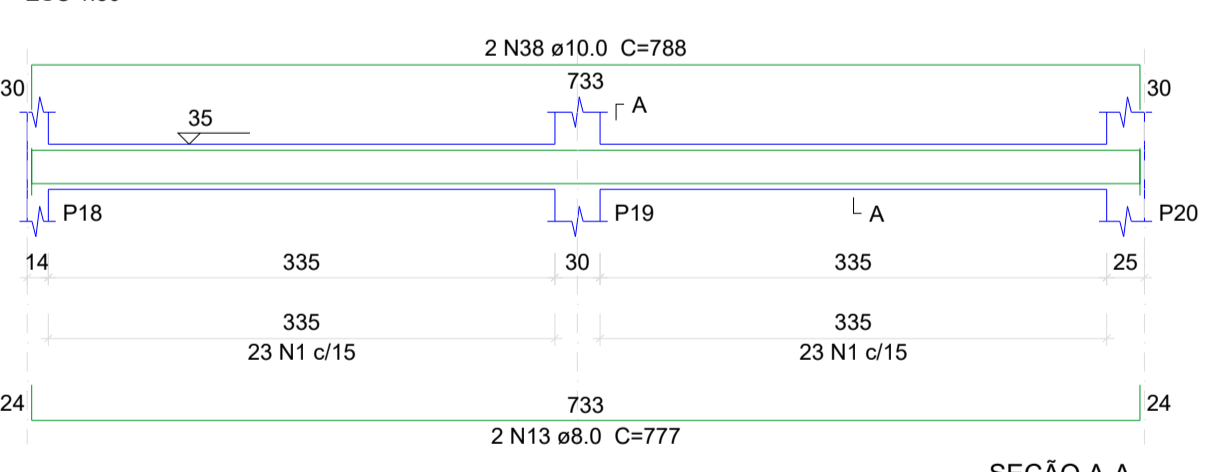 2 N38 ø10.0 C=788
30 733 30
A
35
P18 P19 A P20
14 335 30 335 25
335 335
23 N1 c/15 23 N1 c/15
24 733 24
2 N13 ø8.0 C=777